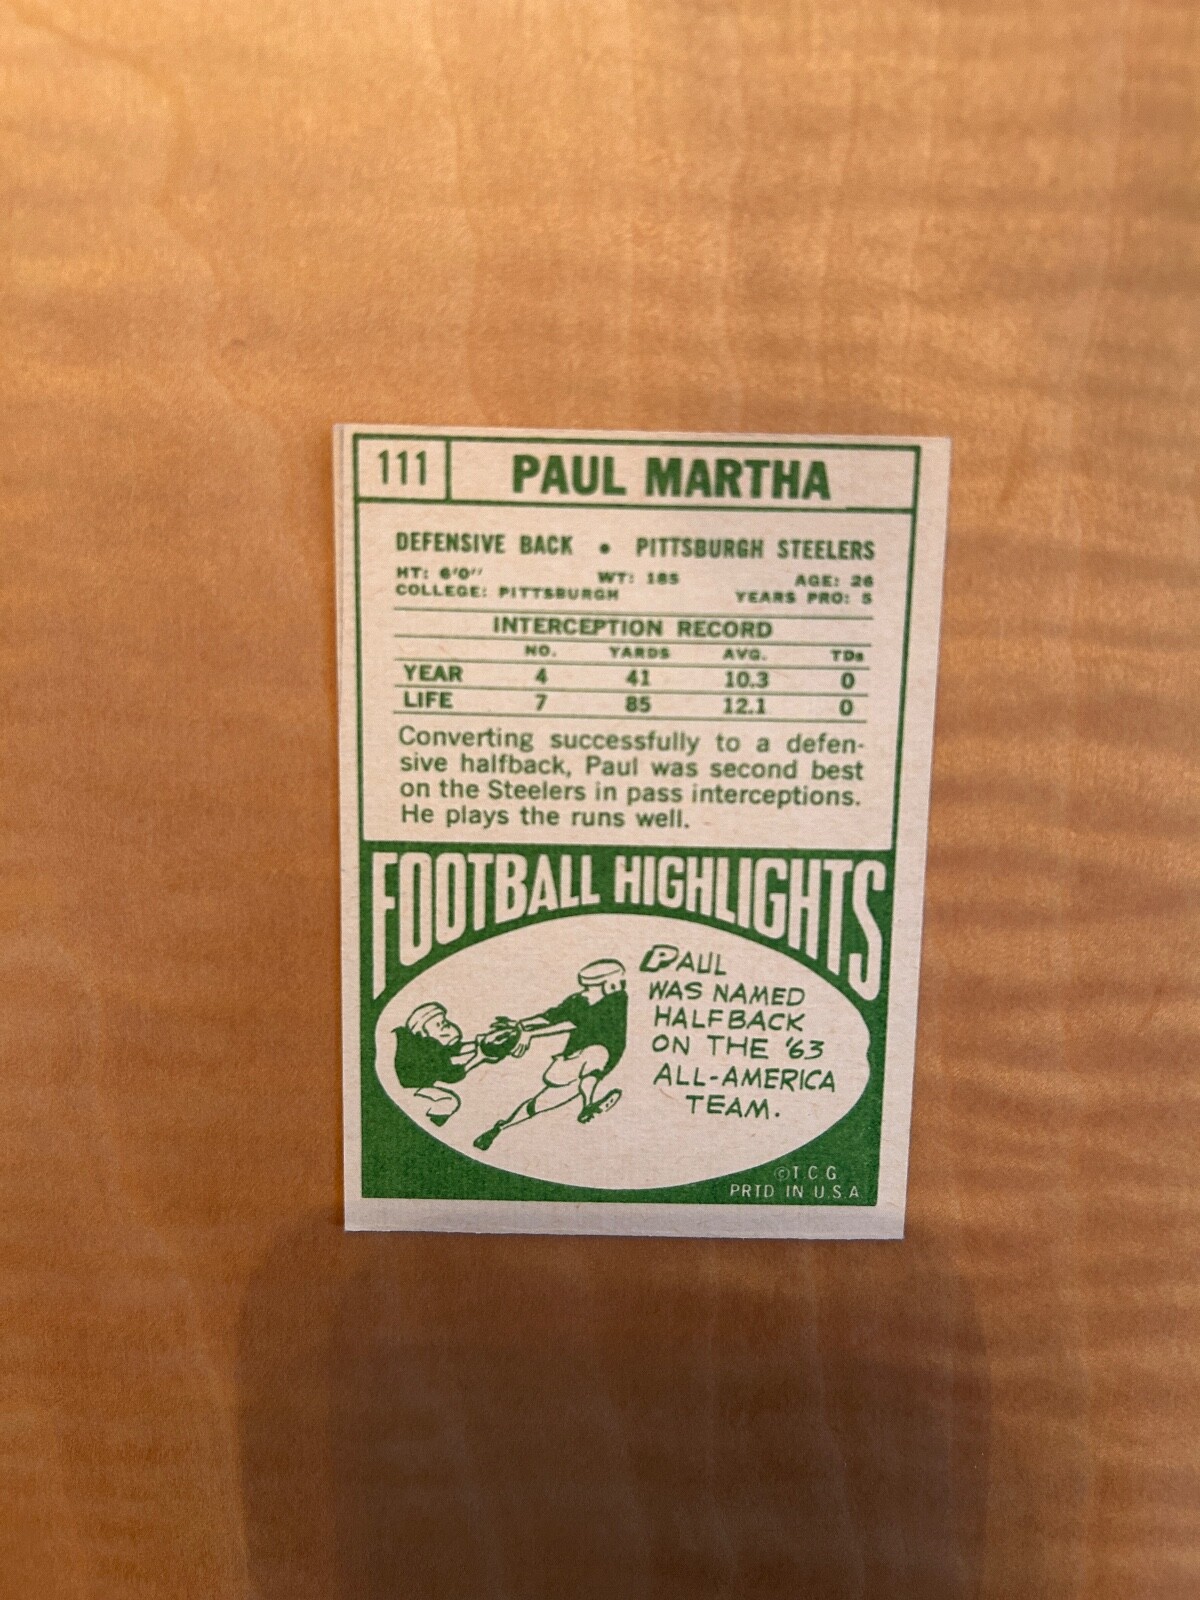 111 PAUL MARTHA
DEFENSIVE BACK • PITTSBURGH STEELERS
HT: 6'0" WT: 185 AGE: 26
COLLEGE: PITTSBURGH YEARS PRO: 5
INTERCEPTION RECORD
NO. YARDS AVG. TDs
YEAR 4 41 10.3 0
LIFE 7 85 12.1 0
Converting successfully to a defen-
sive halfback, Paul was second best
on the Steelers in pass interceptions.
He plays the runs well.
FOOTBALL HIGHLIGHTS
PAUL
WAS NAMED
HALFBACK
ON THE '63
ALL-AMERICA
TEAM.
©T.C.G.
PRTD. IN U.S.A.